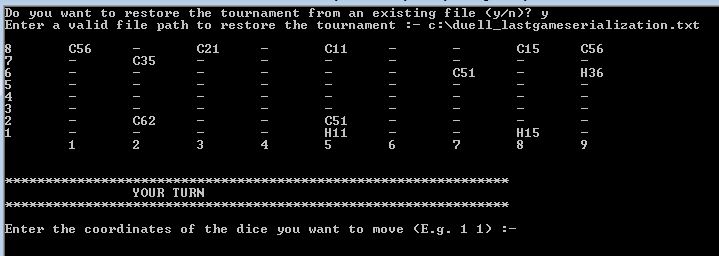 Do you want to restore the tournament from an existing file (y/n)? y
Enter a valid file path to restore the tournament :- c:\duell_lastgameserialization.txt
8 C56 - C21 - C11 - - C15 C56
7 - C35 - - - - - - -
6 - - - - - - C51 - H36
5 - - - - - - - - -
4 - - - - - - - - -
3 - - - - - - - - -
2 - C62 - - C51 - - - -
1 - - - - H11 - - H15 -
1 2 3 4 5 6 7 8 9
***************************************************************
YOUR TURN
***************************************************************
Enter the coordinates of the dice you want to move (E.g. 1 1) :-